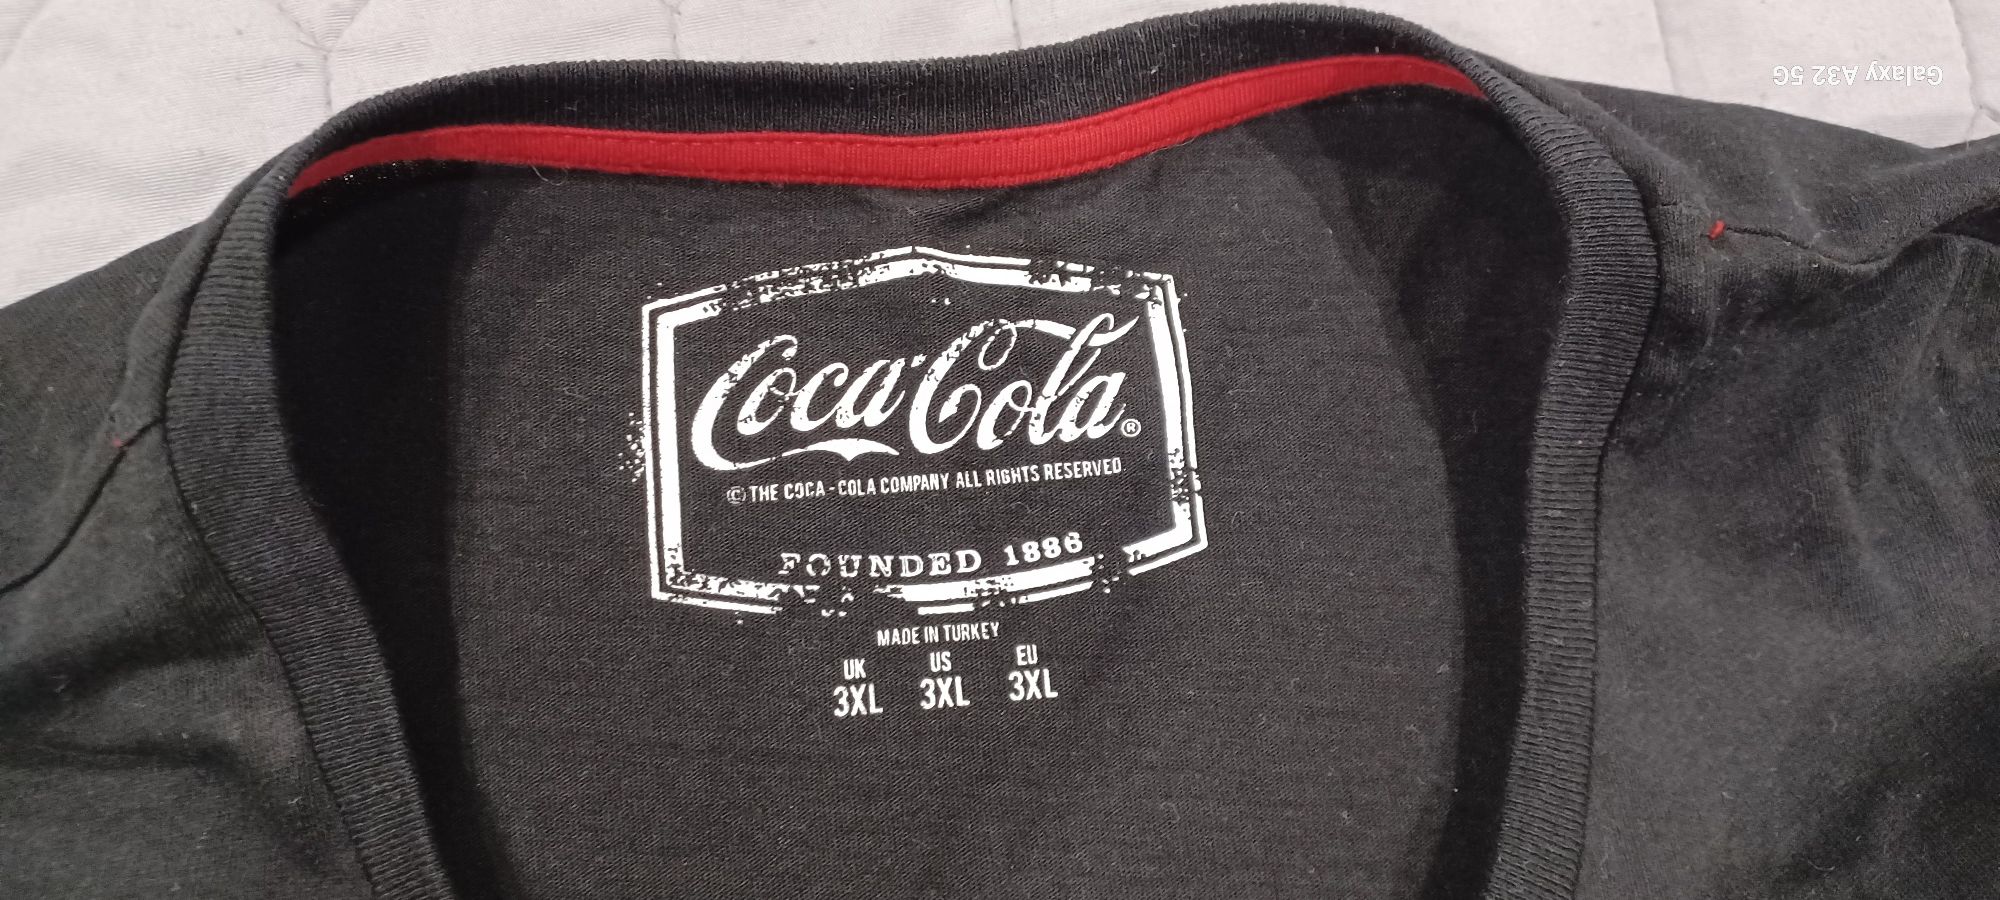 Galaxy A32 5G
Coca-Cola®
© THE COCA-COLA COMPANY ALL RIGHTS RESERVED.
FOUNDED 1886
MADE IN TURKEY
UK US EU
3XL 3XL 3XL